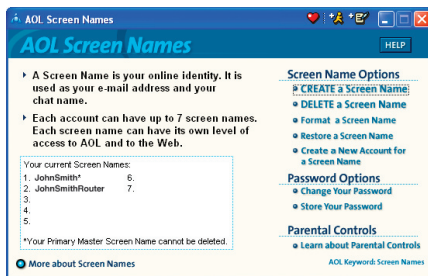 AOL Screen Names
AOL Screen Names
HELP
A Screen Name is your online identity. It is
used as your e-mail address and your
chat name.
Each account can have up to 7 screen names.
Each screen name can have its own level of
access to AOL and to the Web.
Your current Screen Names:
1. JohnSmith* 6.
2. JohnSmithRouter 7.
3.
4.
5.
*Your Primary Master Screen Name cannot be deleted.
More about Screen Names
Screen Name Options
CREATE a Screen Name
DELETE a Screen Name
Format a Screen Name
Restore a Screen Name
Create a New Account for
a Screen Name
Password Options
Change Your Password
Store Your Password
Parental Controls
Learn about Parental Controls
AOL Keyword: Screen Names